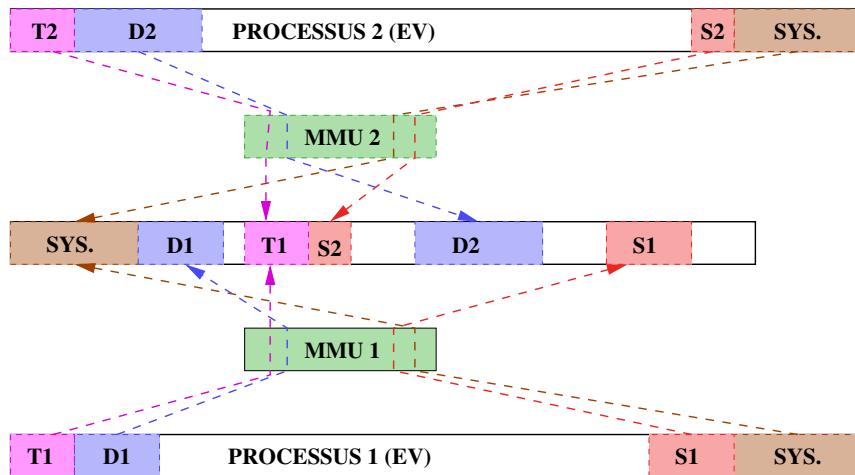 T2 D2 PROCESSUS 2 (EV) S2 SYS.
MMU 2
SYS. D1 T1 S2 D2 S1
MMU 1
T1 D1 PROCESSUS 1 (EV) S1 SYS.